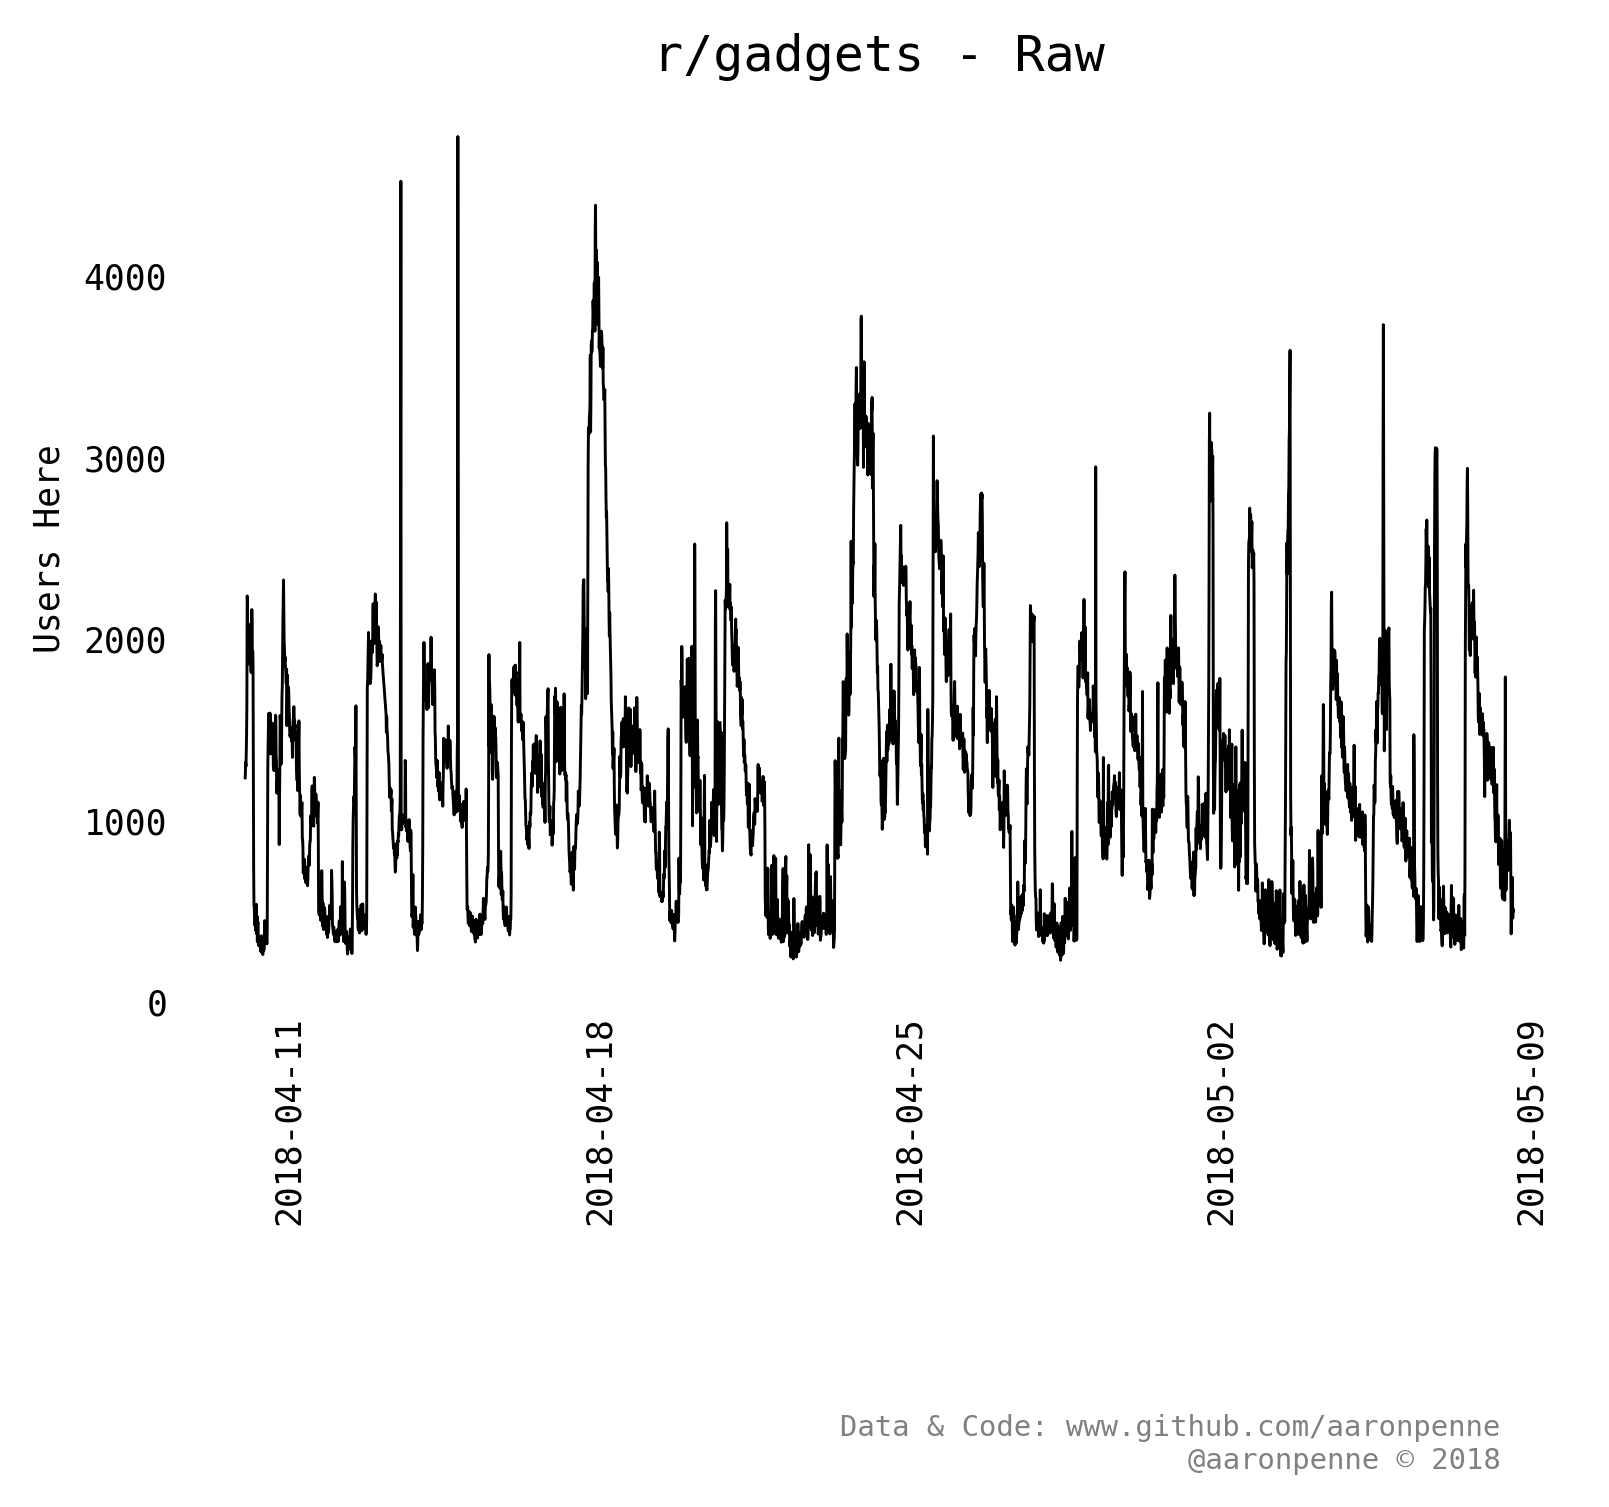 r/gadgets - Raw
Users Here
4000
3000
2000
1000
0
2018-04-11
2018-04-18
2018-04-25
2018-05-02
2018-05-09
Data & Code: www.github.com/aaronpenne
@aaronpenne © 2018